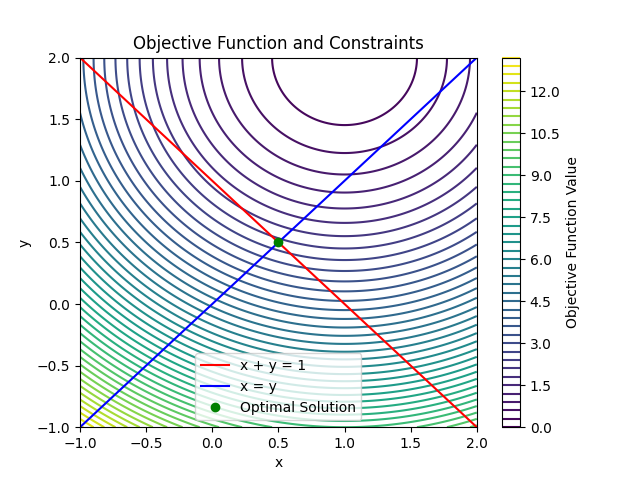 Objective Function and Constraints
2.0
1.5
1.0
0.5
0.0
−0.5
−1.0
y
−1.0 −0.5 0.0 0.5 1.0 1.5 2.0
x
x + y = 1
x = y
Optimal Solution
12.0
10.5
9.0
7.5
6.0
4.5
3.0
1.5
0.0
Objective Function Value